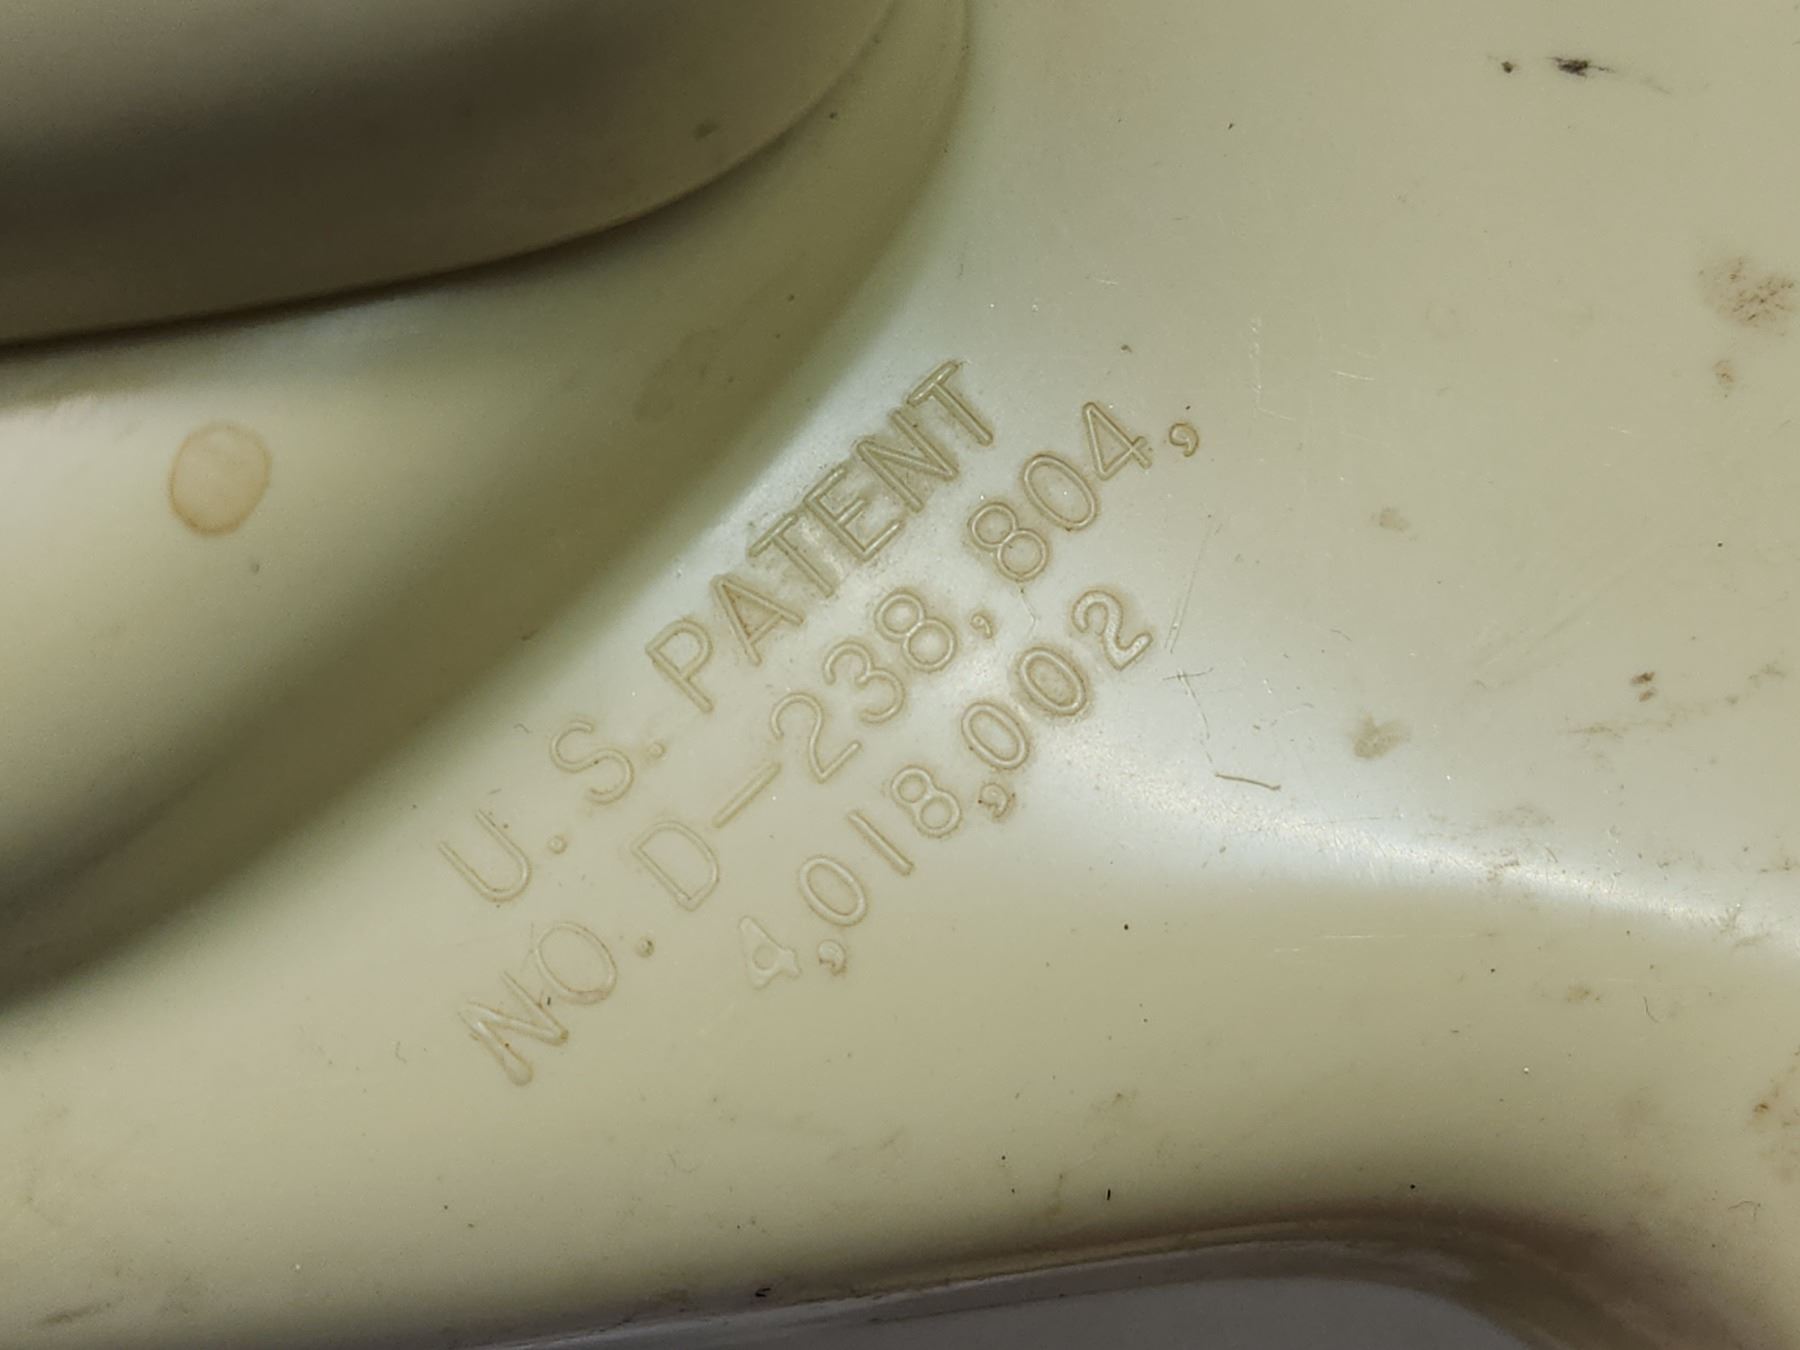 U.S. PATENT
NO. D-238,804,
4,018,002